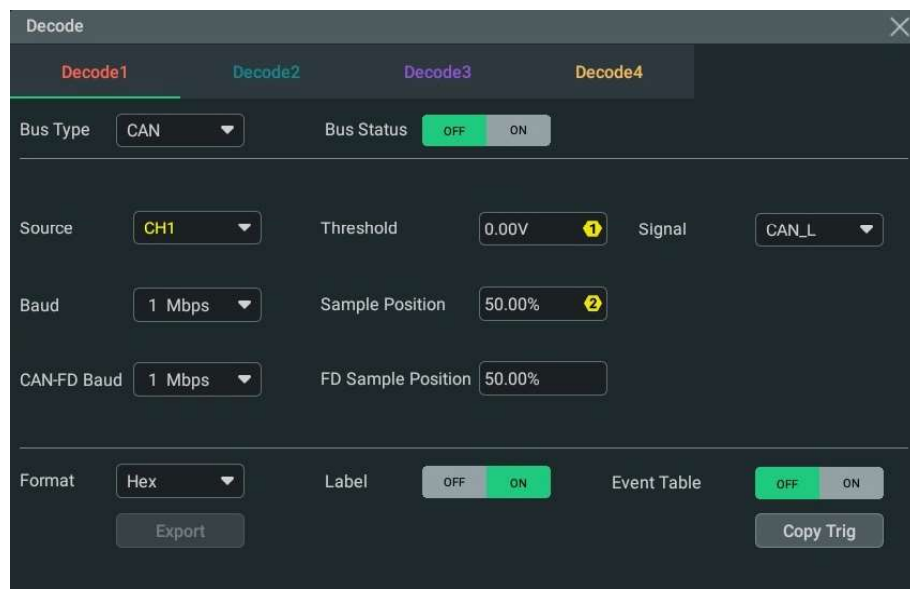 Decode
Decode1 Decode2 Decode3 Decode4
Bus Type CAN Bus Status OFF ON
Source CH1 Threshold 0.00V 1 Signal CAN_L
Baud 1 Mbps Sample Position 50.00% 2
CAN-FD Baud 1 Mbps FD Sample Position 50.00%
Format Hex Label OFF ON Event Table OFF ON
Export Copy Trig